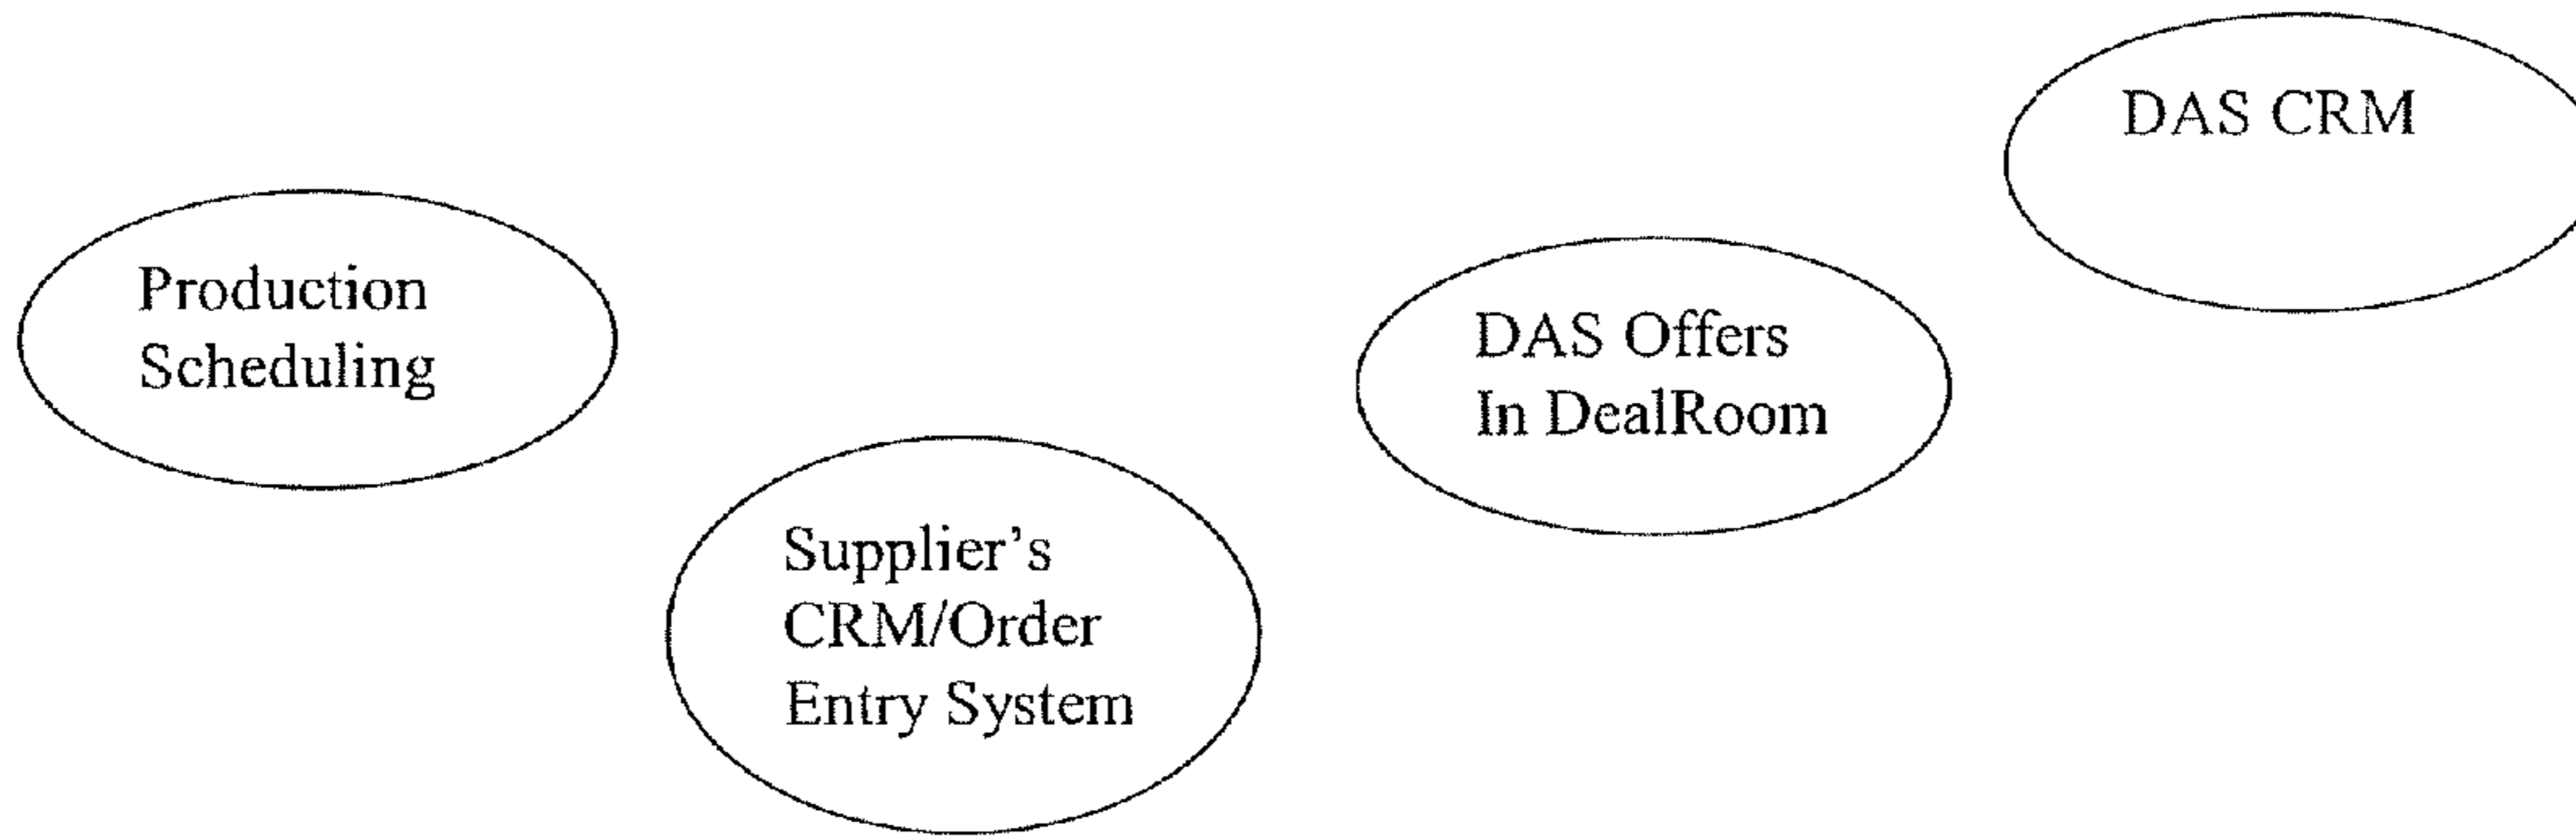 Production
Scheduling
Supplier’s
CRM/Order
Entry System
DAS Offers
In DealRoom
DAS CRM